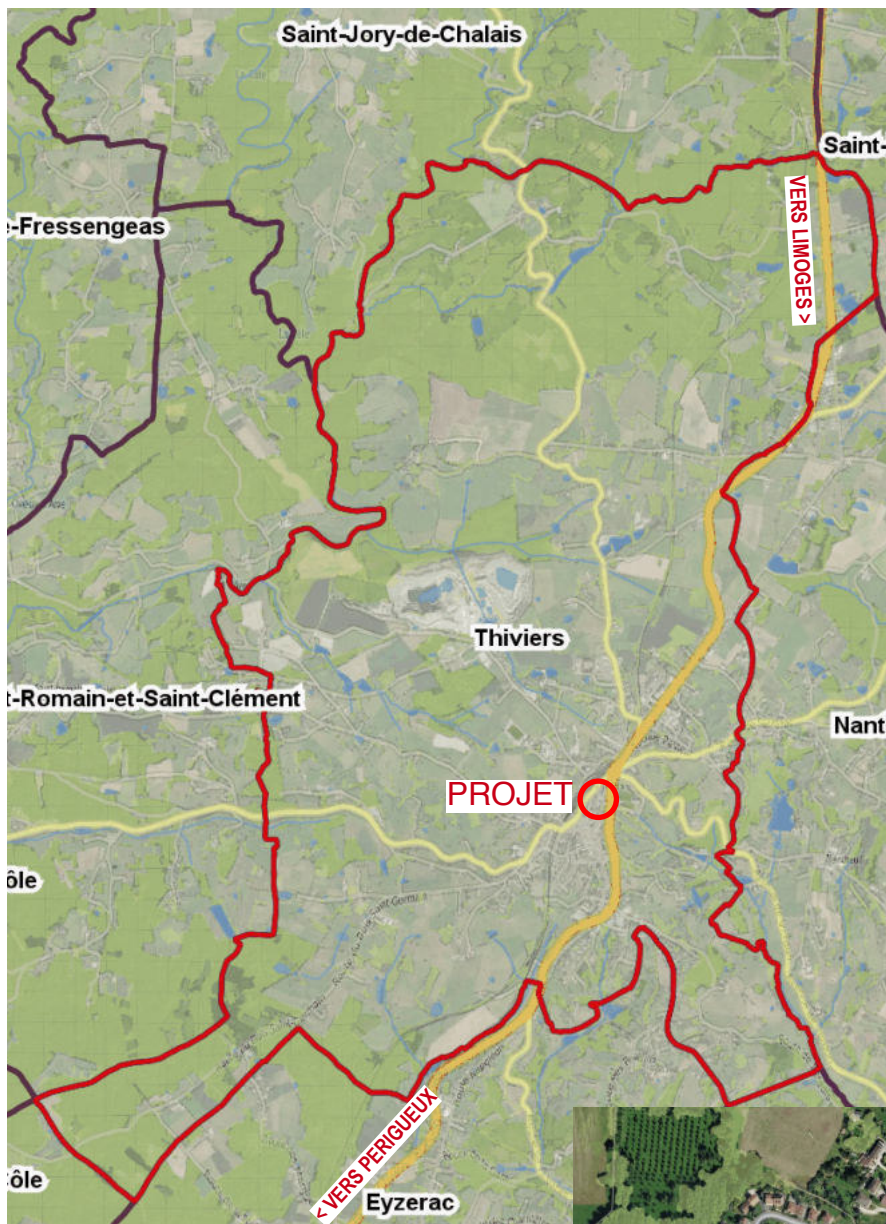 Saint-Jory-de-Chalais
Saint-
e-Fressengeas
VERS LIMOGES >
Thiviers
t-Romain-et-Saint-Clément
Nant
PROJET
ôle
< VERS PERIGUEUX
ôle
Eyzerac